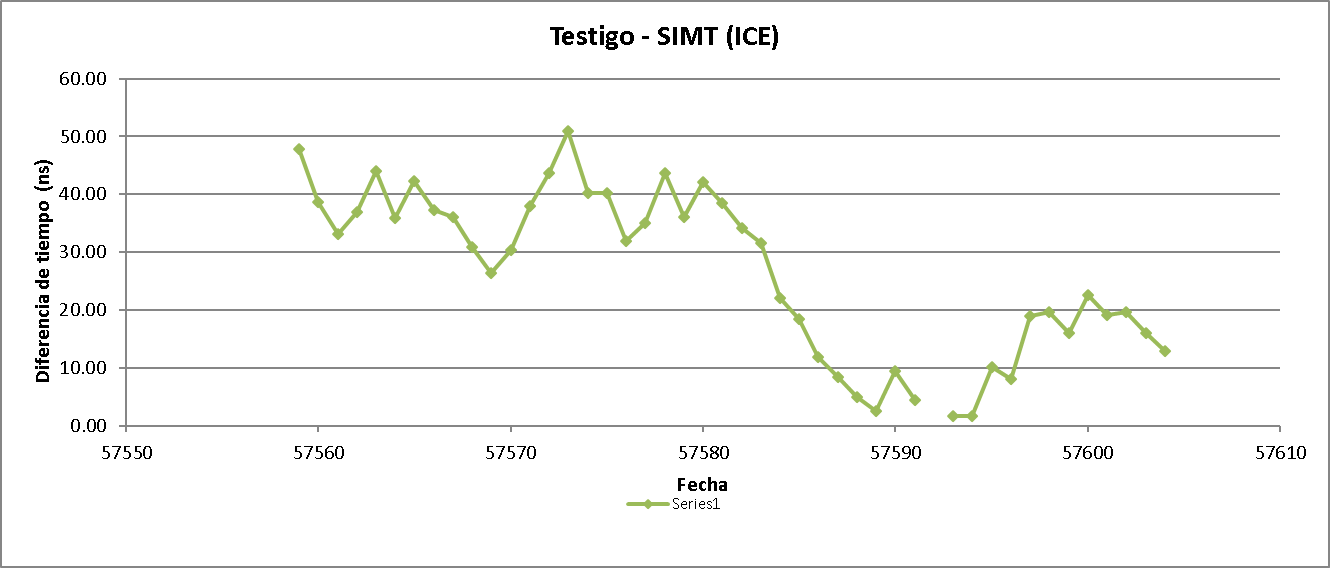 Testigo - SIMT (ICE)
Diferencia de tiempo (ns)
60.00
50.00
40.00
30.00
20.00
10.00
0.00
57550 57560 57570 57580 57590 57600 57610
Fecha
Series1